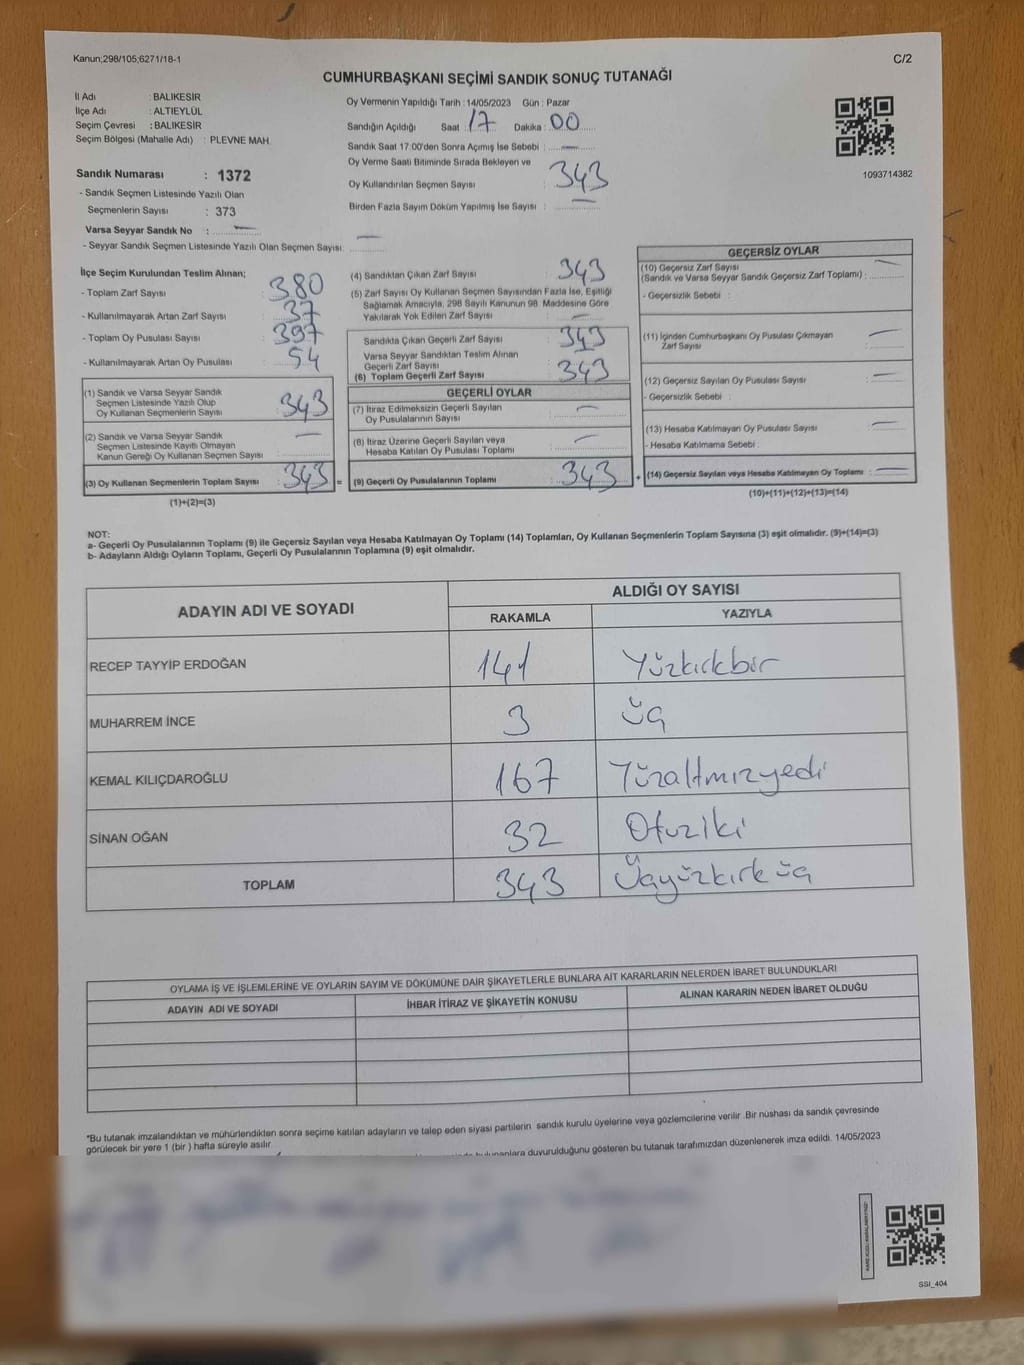 Kanun;298/105,6271/18-1
C/2
CUMHURBAŞKANI SEÇİMİ SANDIK SONUÇ TUTANAĞI
İl Adı : BALIKESİR
İlçe Adı : ALTIEYLÜL
Seçim Çevresi : BALIKESİR
Seçim Bölgesi (Mahalle Adı) : PLEVNE MAH.
Sandık Numarası : 1372
- Sandık Seçmen Listesinde Yazılı Olan
Seçmenlerin Sayısı : 373
Varsa Seyyar Sandık No : —
- Seyyar Sandık Seçmen Listesinde Yazılı Olan Seçmen Sayısı: —
Oy Vermenin Yapıldığı Tarih : 14/05/2023 Gün : Pazar
Sandığın Açıldığı Saat : 17 Dakika : 00
Sandık Saat 17:00'den Sonra Açımış İse Sebebi : —
Oy Verme Saati Bitiminde Sırada Bekleyen ve
Oy Kullandırılan Seçmen Sayısı : 343
Birden Fazla Sayım Döküm Yapılmış İse Sayısı : —
1093714382
İlçe Seçim Kurulundan Teslim Alınan;
- Toplam Zarf Sayısı : 380
- Kullanılmayarak Artan Zarf Sayısı : 37
- Toplam Oy Pusulası Sayısı : 397
- Kullanılmayarak Artan Oy Pusulası : 54
(1) Sandık ve Varsa Seyyar Sandık
Seçmen Listesinde Yazılı Olup
Oy Kullanan Seçmenlerin Sayısı : 343
(2) Sandık ve Varsa Seyyar Sandık
Seçmen Listesinde Kayıtlı Olmayan
Kanun Gereği Oy Kullanan Seçmen Sayısı : —
(3) Oy Kullanan Seçmenlerin Toplam Sayısı : 343 =
(1)+(2)=(3)
(4) Sandıktan Çıkan Zarf Sayısı : 343
(5) Zarf Sayısı Oy Kullanan Seçmen Sayısından Fazla İse, Eşitliği
Sağlamak Amacıyla, 298 Sayılı Kanunun 98. Maddesine Göre
Yakılarak Yok Edilen Zarf Sayısı : —
Sandıkta Çıkan Geçerli Zarf Sayısı : 343
Varsa Seyyar Sandıktan Teslim Alınan
Geçerli Zarf Sayısı : —
(6) Toplam Geçerli Zarf Sayısı : 343
GEÇERLİ OYLAR
(7) İtiraz Edilmeksizin Geçerli Sayılan
Oy Pusulalarının Sayısı : —
(8) İtiraz Üzerine Geçerli Sayılan veya
Hesaba Katılan Oy Pusulası Toplamı : —
(9) Geçerli Oy Pusulalarının Toplamı : 343 +
GEÇERSİZ OYLAR
(10) Geçersiz Zarf Sayısı —
(Sandık ve Varsa Seyyar Sandık Geçersiz Zarf Toplamı) :
- Geçersizlik Sebebi :
(11) İçinden Cumhurbaşkanı Oy Pusulası Çıkmayan
Zarf Sayısı : —
(12) Geçersiz Sayılan Oy Pusulası Sayısı : —
- Geçersizlik Sebebi :
(13) Hesaba Katılmayan Oy Pusulası Sayısı : —
- Hesaba Katılmama Sebebi :
(14) Geçersiz Sayılan veya Hesaba Katılmayan Oy Toplamı : —
(10)+(11)+(12)+(13)=(14)
NOT:
a- Geçerli Oy Pusulalarının Toplamı (9) ile Geçersiz Sayılan veya Hesaba Katılmayan Oy Toplamı (14) Toplamları, Oy Kullanan Seçmenlerin Toplam Sayısına (3) eşit olmalıdır. (9)+(14)=(3)
b- Adayların Aldığı Oyların Toplamı, Geçerli Oy Pusulalarının Toplamına (9) eşit olmalıdır.
ADAYIN ADI VE SOYADI ALDIĞI OY SAYISI
RAKAMLA YAZIYLA
RECEP TAYYİP ERDOĞAN 141 Yüzkırkbir
MUHARREM İNCE 3 Üç
KEMAL KILIÇDAROĞLU 167 Yüzaltmızyedi
SİNAN OĞAN 32 Otuziki
TOPLAM 343 Üçyüzkırk üç
OYLAMA İŞ VE İŞLEMLERİNE VE OYLARIN SAYIM VE DÖKÜMÜNE DAİR ŞİKAYETLERLE BUNLARA AİT KARARLARIN NELERDEN İBARET BULUNDUKLARI
ADAYIN ADI VE SOYADI İHBAR İTİRAZ VE ŞİKAYETİN KONUSU ALINAN KARARIN NEDEN İBARET OLDUĞU
*Bu tutanak imzalandıktan ve mühürlendikten sonra seçime katılan adayların ve talep eden siyasi partilerin sandık kurulu üyelerine veya gözlemcilerine verilir .Bir nüshası da sandık çevresinde
görülecek bir yere 1 (bir ) hafta süreyle asılır.
duyurulduğunu gösteren bu tutanak tarafımızdan düzenlenerek imza edildi. 14/05/2023
SSI_404